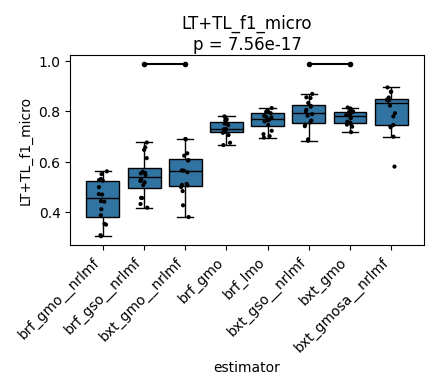 LT+TL_f1_micro
p = 7.56e-17
LT+TL_f1_micro
1.0
0.8
0.6
0.4
brf_gmo__nrlmf
brf_gso__nrlmf
bxt_gmo__nrlmf
brf_gmo
brf_lmo
bxt_gso__nrlmf
bxt_gmo
bxt_gmosa__nrlmf
estimator